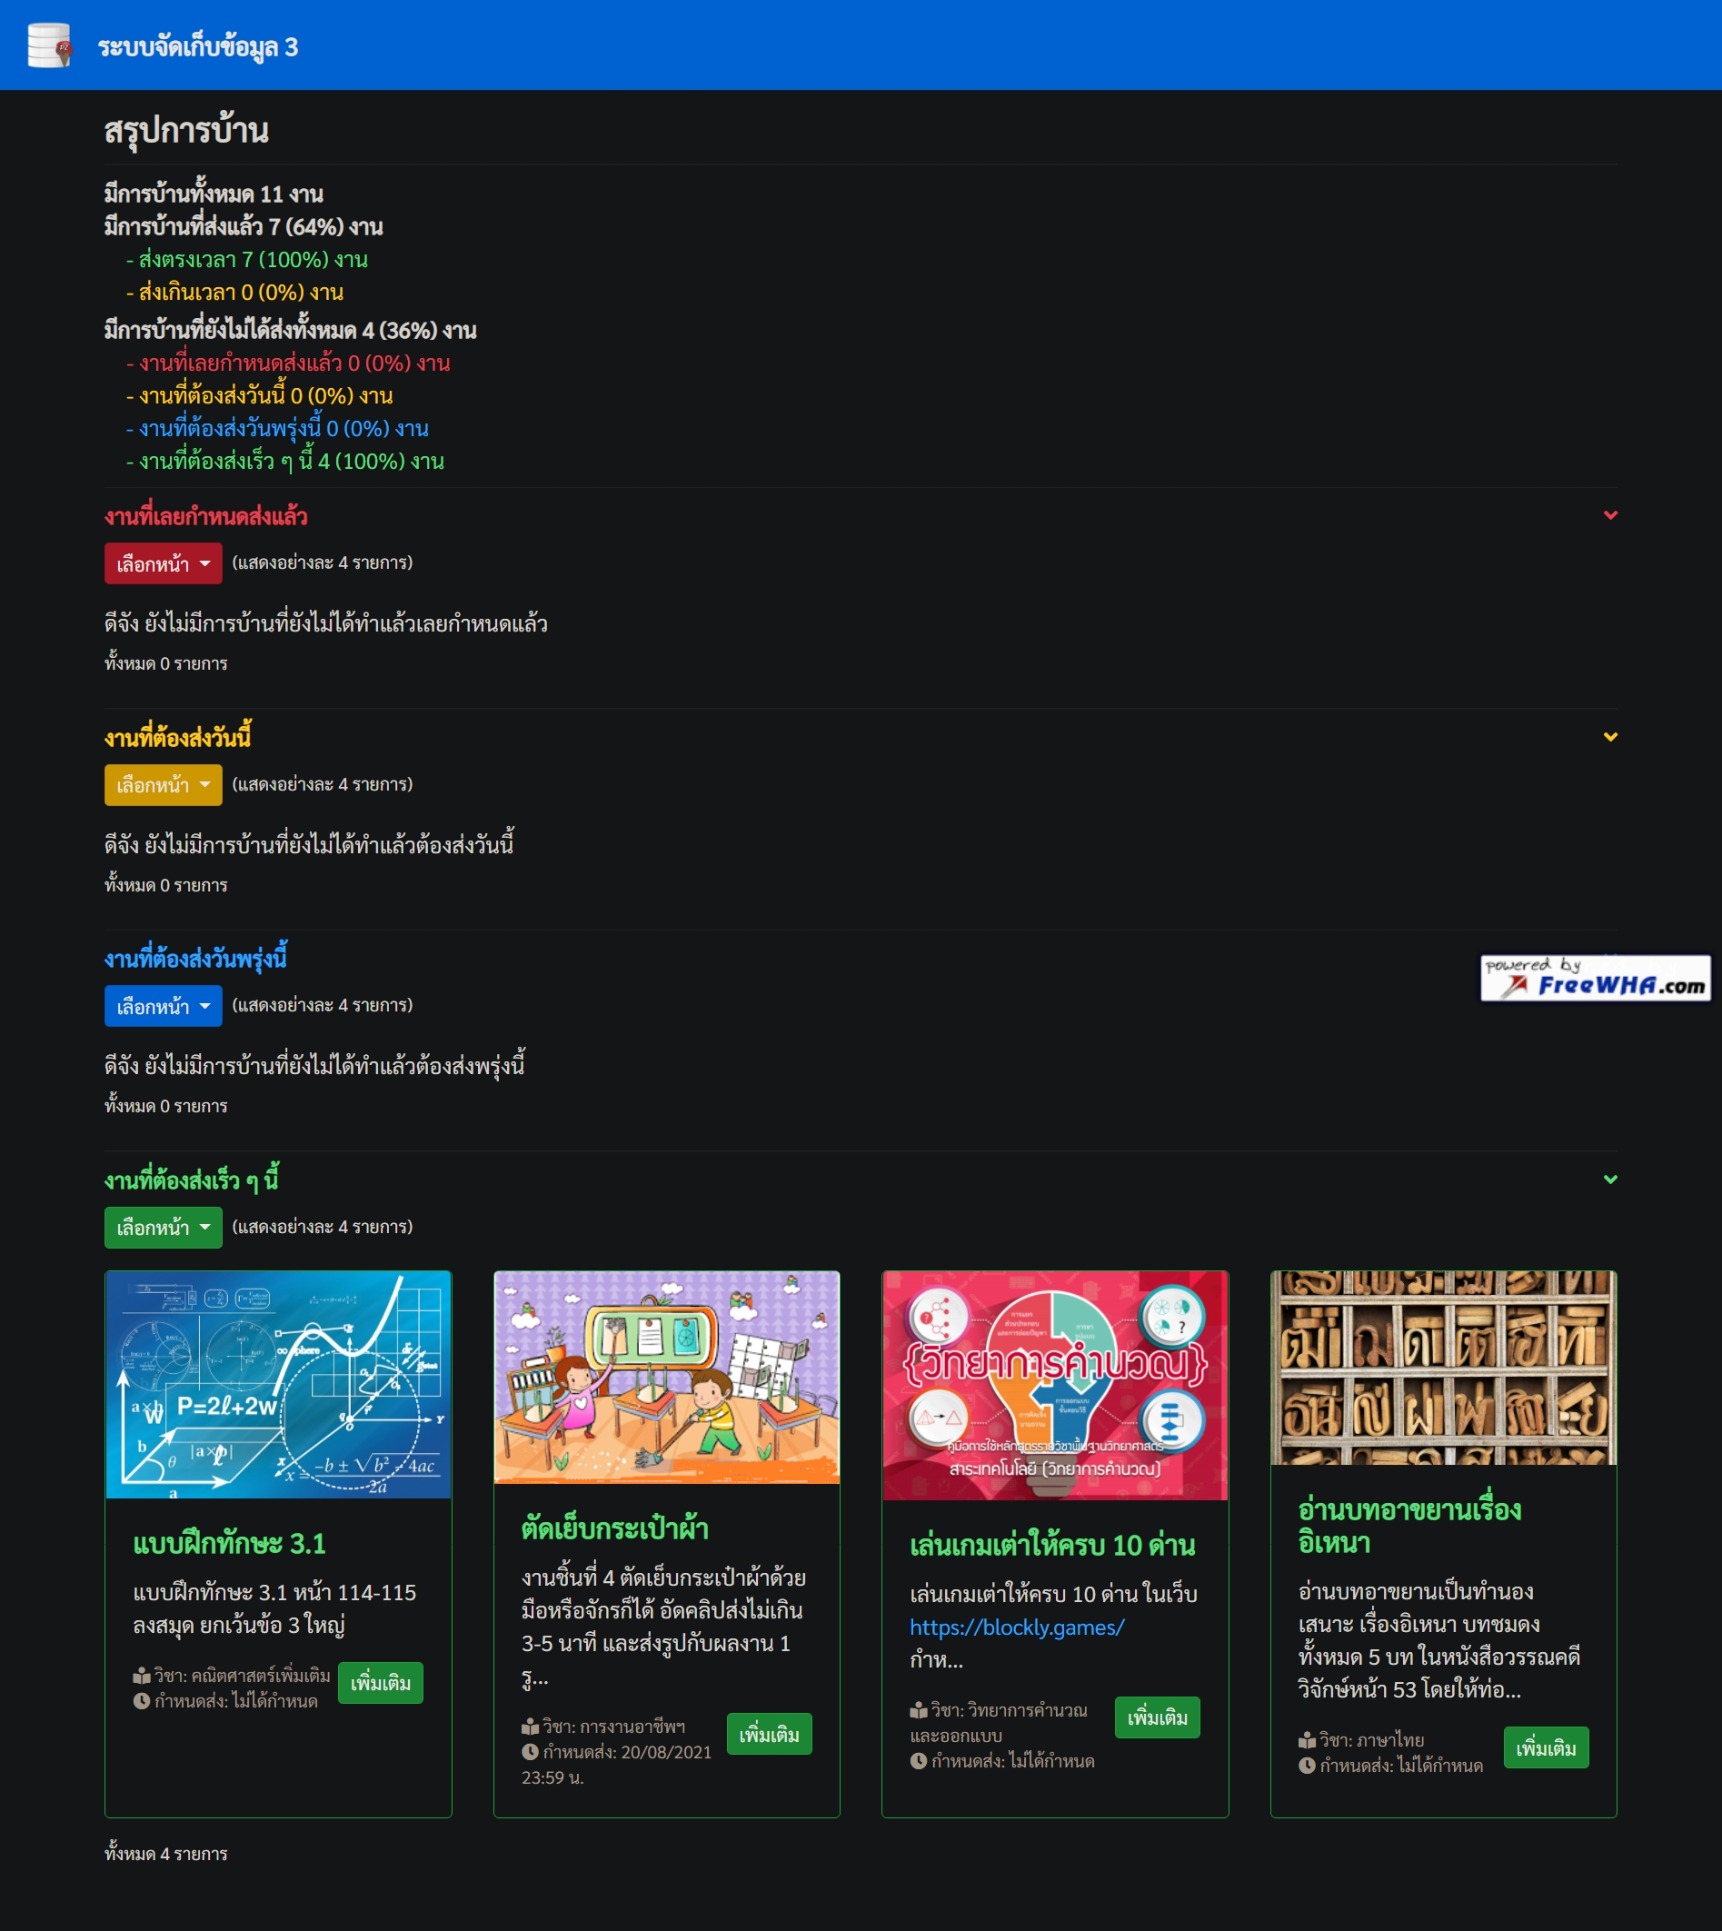 ระบบจัดเก็บข้อมูล 3
สรุปการบ้าน
มีการบ้านทั้งหมด 11 งาน
มีการบ้านที่ส่งแล้ว 7 (64%) งาน
- ส่งตรงเวลา 7 (100%) งาน
- ส่งเกินเวลา 0 (0%) งาน
มีการบ้านที่ยังไม่ได้ส่งทั้งหมด 4 (36%) งาน
- งานที่เลยกำหนดส่งแล้ว 0 (0%) งาน
- งานที่ต้องส่งวันนี้ 0 (0%) งาน
- งานที่ต้องส่งวันพรุ่งนี้ 0 (0%) งาน
- งานที่ต้องส่งเร็ว ๆ นี้ 4 (100%) งาน
งานที่เลยกำหนดส่งแล้ว
เลือกหน้า (แสดงอย่างละ 4 รายการ)
ดีจัง ยังไม่มีการบ้านที่ยังไม่ได้ทำแล้วเลยกำหนดแล้ว
ทั้งหมด 0 รายการ
งานที่ต้องส่งวันนี้
เลือกหน้า (แสดงอย่างละ 4 รายการ)
ดีจัง ยังไม่มีการบ้านที่ยังไม่ได้ทำแล้วต้องส่งวันนี้
ทั้งหมด 0 รายการ
งานที่ต้องส่งวันพรุ่งนี้
powered by
FreeWHA.com
เลือกหน้า (แสดงอย่างละ 4 รายการ)
ดีจัง ยังไม่มีการบ้านที่ยังไม่ได้ทำแล้วต้องส่งพรุ่งนี้
ทั้งหมด 0 รายการ
งานที่ต้องส่งเร็ว ๆ นี้
เลือกหน้า (แสดงอย่างละ 4 รายการ)
P=2ℓ+2w
แบบฝึกทักษะ 3.1
แบบฝึกทักษะ 3.1 หน้า 114-115
ลงสมุด ยกเว้นข้อ 3 ใหญ่
วิชา: คณิตศาสตร์เพิ่มเติม
กำหนดส่ง: ไม่ได้กำหนด
เพิ่มเติม
ตัดเย็บกระเป๋าผ้า
งานชิ้นที่ 4 ตัดเย็บกระเป๋าผ้าด้วย
มือหรือจักรก็ได้ อัดคลิปส่งไม่เกิน
3-5 นาที และส่งรูปกับผลงาน 1
รู...
วิชา: การงานอาชีพฯ
กำหนดส่ง: 20/08/2021
23:59 น.
เพิ่มเติม
{วิทยาการคำนวณ}
คู่มือการใช้หลักสูตรรายวิชาพื้นฐานวิทยาศาสตร์
สาระเทคโนโลยี (วิทยาการคำนวณ)
เล่นเกมเต่าให้ครบ 10 ด่าน
เล่นเกมเต่าให้ครบ 10 ด่าน ในเว็บ
https://blockly.games/
กำห...
วิชา: วิทยาการคำนวณ
และออกแบบ
กำหนดส่ง: ไม่ได้กำหนด
เพิ่มเติม
อ่านบทอาขยานเรื่อง
อิเหนา
อ่านบทอาขยานเป็นทำนอง
เสนาะ เรื่องอิเหนา บทชมดง
ทั้งหมด 5 บท ในหนังสือวรรณคดี
วิจักษ์หน้า 53 โดยให้ท่อ...
วิชา: ภาษาไทย
กำหนดส่ง: ไม่ได้กำหนด
เพิ่มเติม
ทั้งหมด 4 รายการ